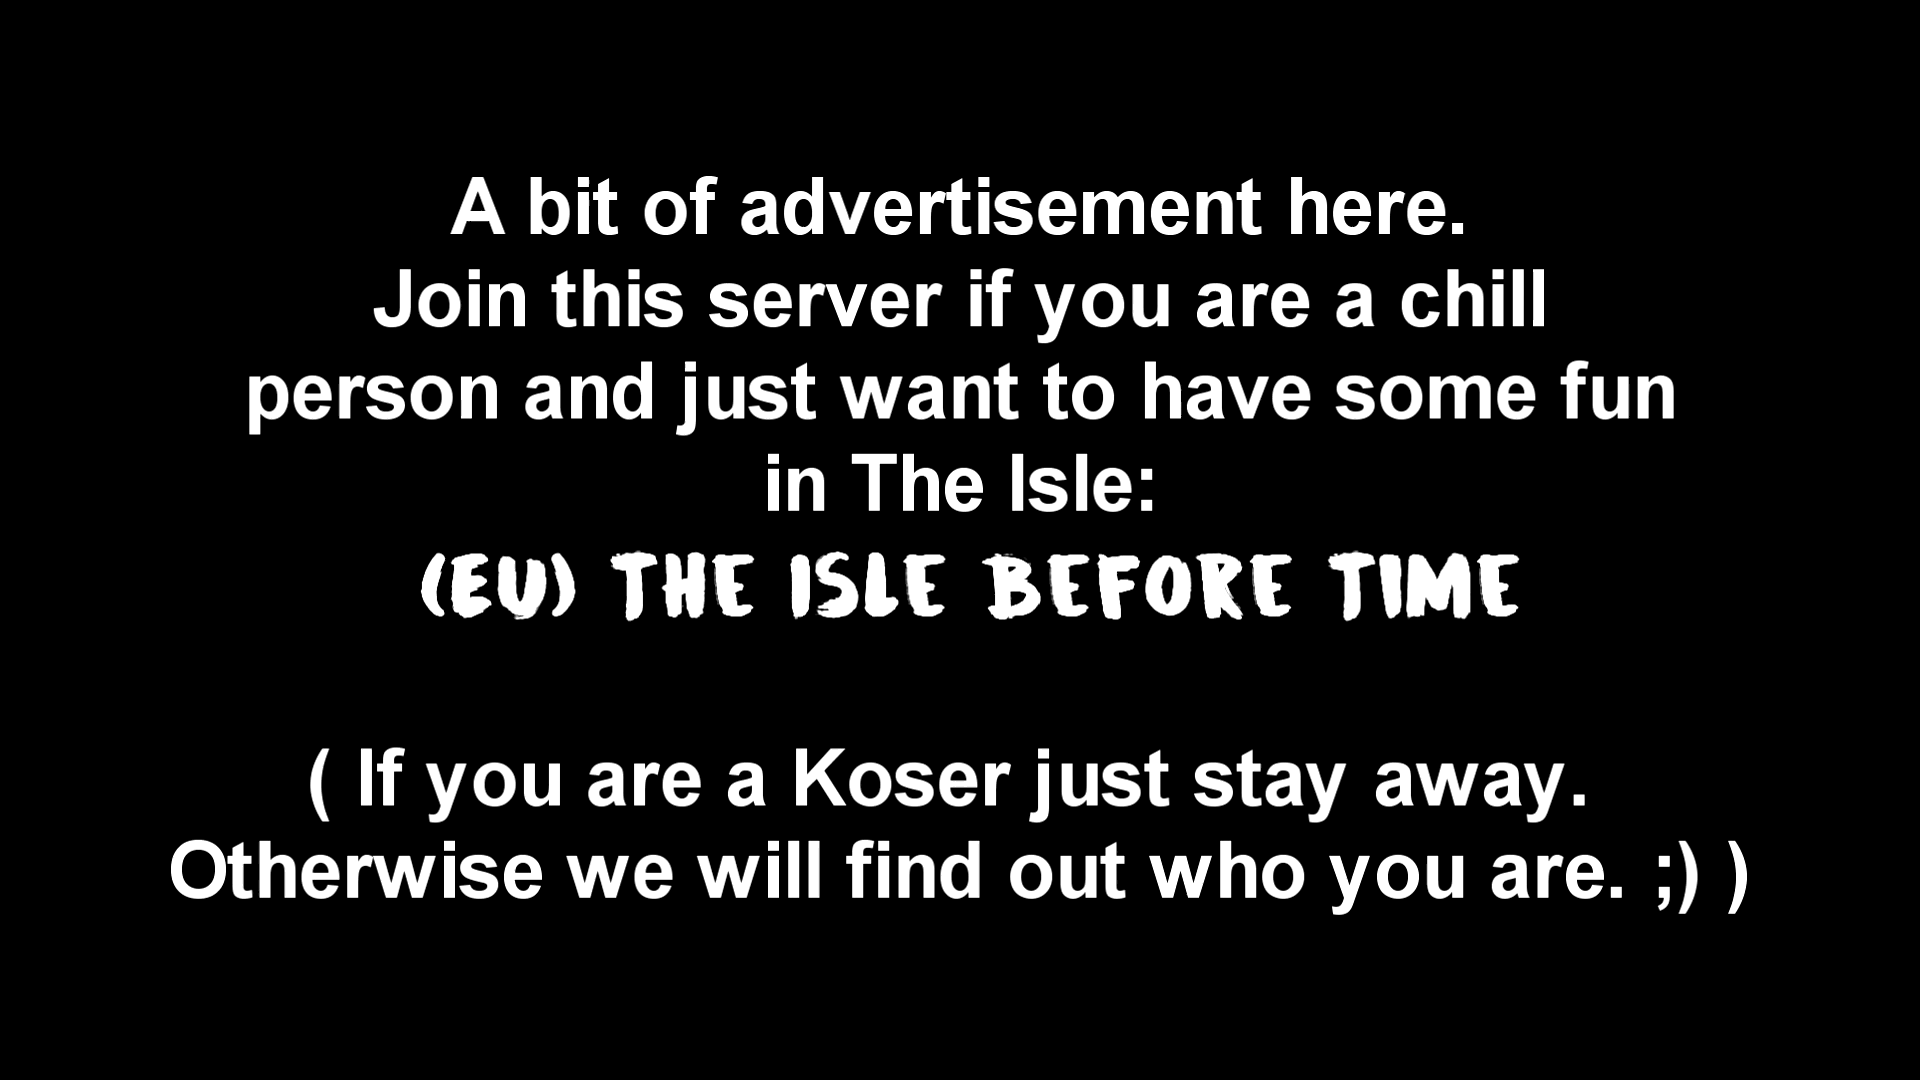 A bit of advertisement here.
Join this server if you are a chill
person and just want to have some fun
in The Isle:
(EU) THE ISLE BEFORE TIME
( If you are a Koser just stay away.
Otherwise we will find out who you are. ;) )